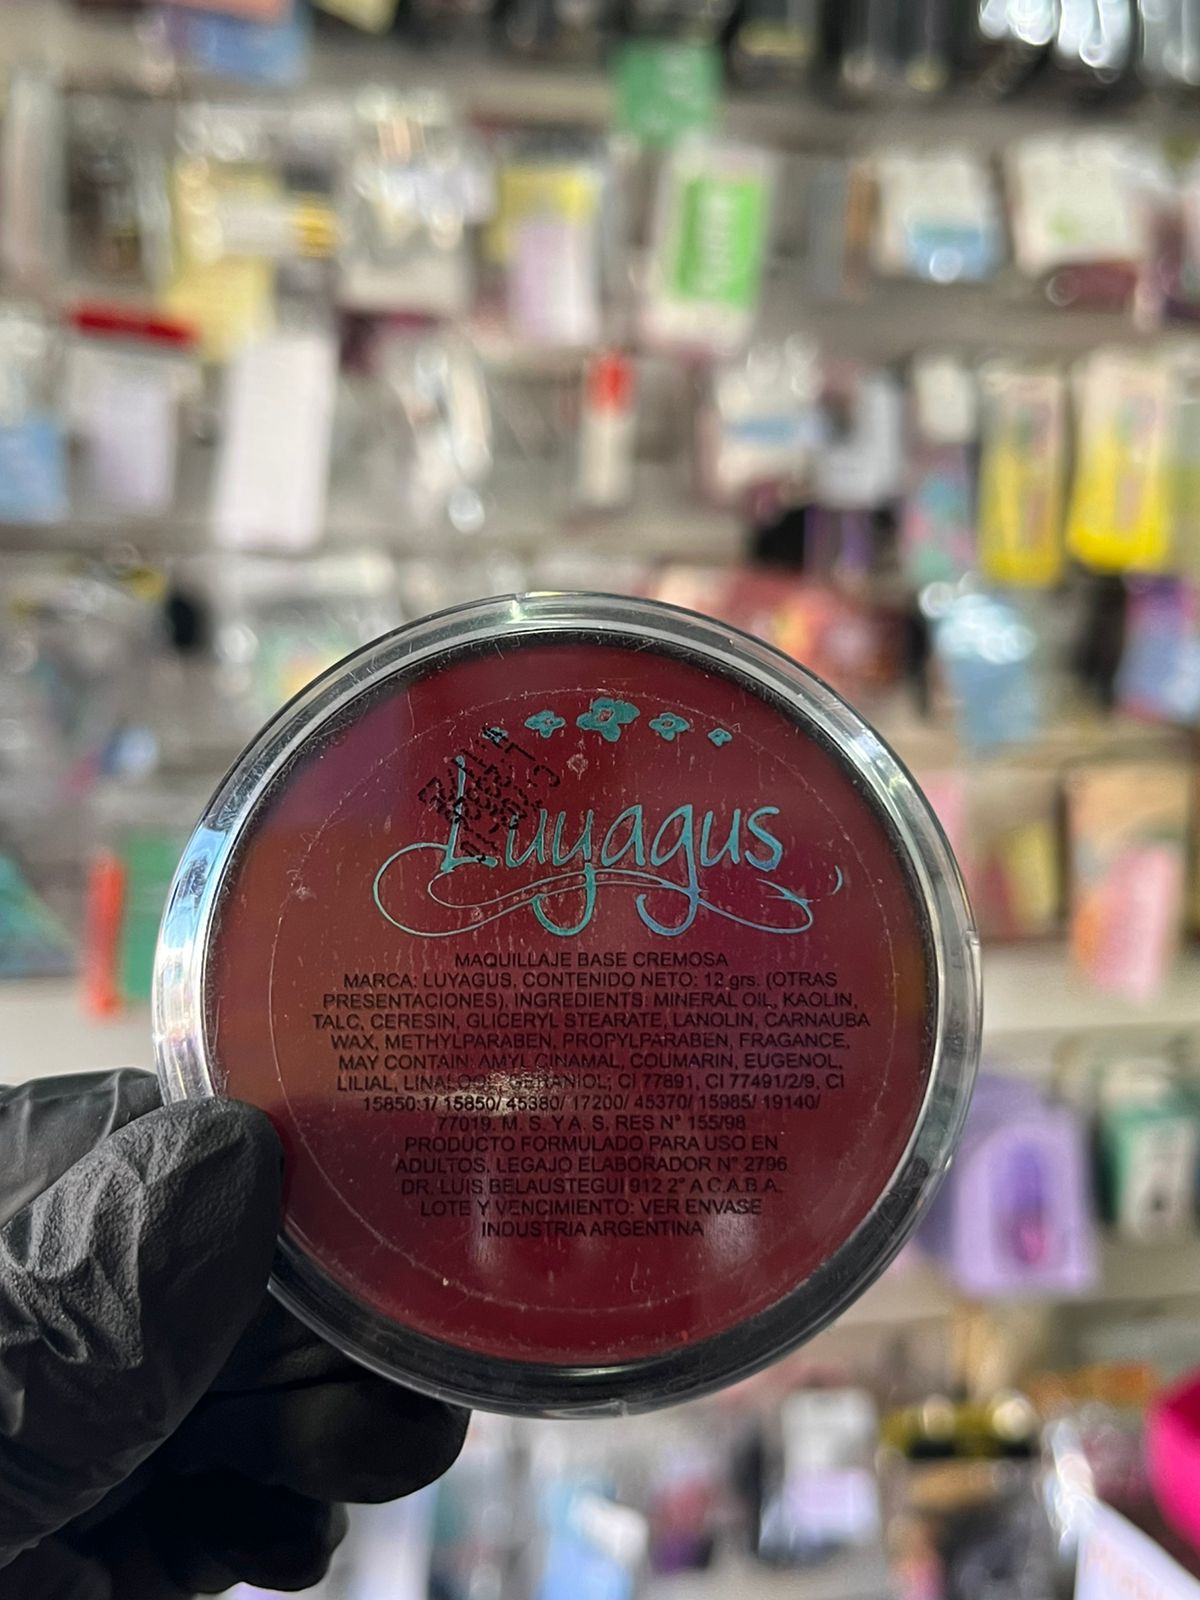 Luyagus
MAQUILLAJE BASE CREMOSA
MARCA: LUYAGUS, CONTENIDO NETO: 12 grs. (OTRAS
PRESENTACIONES), INGREDIENTS: MINERAL OIL, KAOLIN,
TALC, CERESIN, GLICERYL STEARATE, LANOLIN, CARNAUBA
WAX, METHYLPARABEN, PROPYLPARABEN, FRAGANCE,
MAY CONTAIN: AMYL CINAMAL, COUMARIN, EUGENOL,
LILIAL, LINALOOL, GERANIOL; CI 77891, CI 77491/2/9, CI
15850:1/ 15850/ 45380/ 17200/ 45370/ 15985/ 19140/
77019. M. S. Y A. S. RES N° 155/98
PRODUCTO FORMULADO PARA USO EN
ADULTOS. LEGAJO ELABORADOR N° 2796
DR. LUIS BELAUSTEGUI 912 2° A C.A.B.A.
LOTE Y VENCIMIENTO: VER ENVASE
INDUSTRIA ARGENTINA